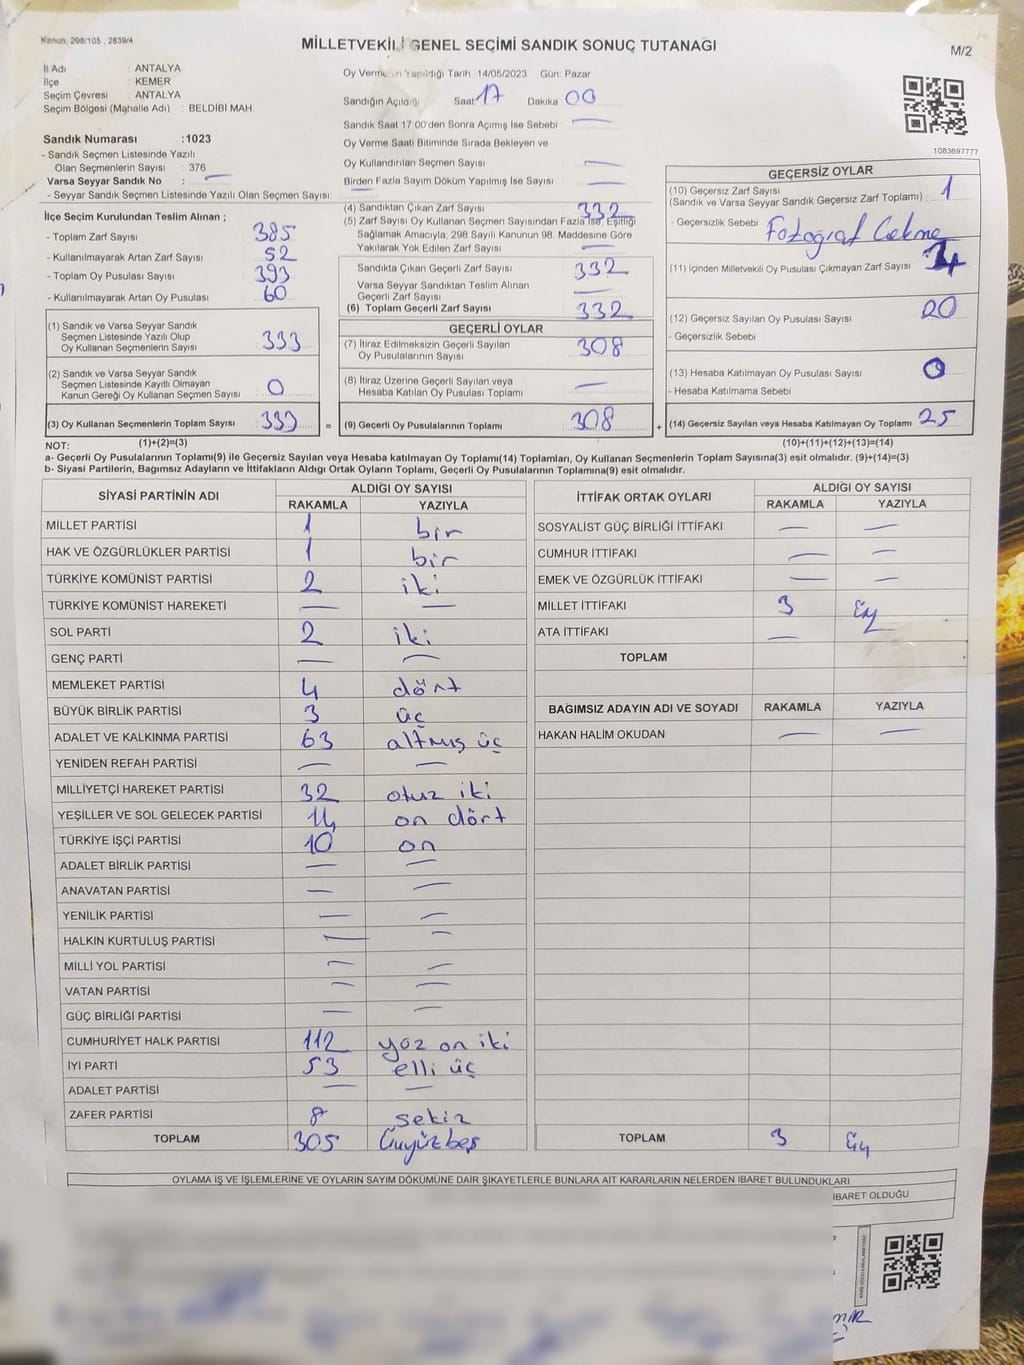 Kanun: 298/105 , 2839/4
MİLLETVEKİLİ GENEL SEÇİMİ SANDIK SONUÇ TUTANAĞI
M/2
İl Adı : ANTALYA
İlçe : KEMER
Seçim Çevresi : ANTALYA
Seçim Bölgesi (Mahalle Adı) : BELDİBİ MAH.
Sandık Numarası :1023
- Sandık Seçmen Listesinde Yazılı
Olan Seçmenlerin Sayısı : 376
Varsa Seyyar Sandık No : —
- Seyyar Sandık Seçmen Listesinde Yazılı Olan Seçmen Sayısı:
Oy Vermenin Yapıldığı Tarih :14/05/2023 Gün: Pazar
Sandığın Açıldığı Saat 17 Dakika 00
Sandık Saat 17.00'den Sonra Açılmış İse Sebebi : —
Oy Verme Saati Bitiminde Sırada Bekleyen ve
Oy Kullandırılan Seçmen Sayısı : —
Birden Fazla Sayım Döküm Yapılmış İse Sayısı : —
1083697777
İlçe Seçim Kurulundan Teslim Alınan ;
- Toplam Zarf Sayısı : 385
- Kullanılmayarak Artan Zarf Sayısı : 52
- Toplam Oy Pusulası Sayısı : 393
- Kullanılmayarak Artan Oy Pusulası : 60
(4) Sandıktan Çıkan Zarf Sayısı : 332
(5) Zarf Sayısı Oy Kullanan Seçmen Sayısından Fazla İse, Eşitliği
Sağlamak Amacıyla, 298 Sayılı Kanunun 98. Maddesine Göre
Yakılarak Yok Edilen Zarf Sayısı : —
Sandıkta Çıkan Geçerli Zarf Sayısı : 332
Varsa Seyyar Sandıktan Teslim Alınan
Geçerli Zarf Sayısı : —
(6) Toplam Geçerli Zarf Sayısı : 332
GEÇERSİZ OYLAR
(10) Geçersiz Zarf Sayısı
(Sandık ve Varsa Seyyar Sandık Geçersiz Zarf Toplamı) : 1
- Geçersizlik Sebebi : Fotoğraf Çekme
(11) İçinden Milletvekili Oy Pusulası Çıkmayan Zarf Sayısı : 4
(12) Geçersiz Sayılan Oy Pusulası Sayısı : 20
- Geçersizlik Sebebi :
(13) Hesaba Katılmayan Oy Pusulası Sayısı : 0
- Hesaba Katılmama Sebebi :
(1) Sandık ve Varsa Seyyar Sandık
Seçmen Listesinde Yazılı Olup
Oy Kullanan Seçmenlerin Sayısı : 333
(2) Sandık ve Varsa Seyyar Sandık
Seçmen Listesinde Kayıtlı Olmayan
Kanun Gereği Oy Kullanan Seçmen Sayısı : 0
GEÇERLİ OYLAR
(7) İtiraz Edilmeksizin Geçerli Sayılan
Oy Pusulalarının Sayısı : 308
(8) İtiraz Üzerine Geçerli Sayılan veya
Hesaba Katılan Oy Pusulası Toplamı : —
(3) Oy Kullanan Seçmenlerin Toplam Sayısı : 333 = (9) Geçerli Oy Pusulalarının Toplamı : 308 + (14) Geçersiz Sayılan veya Hesaba Katılmayan Oy Toplamı : 25
NOT: (1)+(2)=(3) (10)+(11)+(12)+(13)=(14)
a- Geçerli Oy Pusulalarının Toplamı(9) ile Geçersiz Sayılan veya Hesaba katılmayan Oy Toplamı(14) Toplamları, Oy Kullanan Seçmenlerin Toplam Sayısına(3) eşit olmalıdır. (9)+(14)=(3)
b- Siyasi Partilerin, Bağımsız Adayların ve İttifakların Aldığı Ortak Oyların Toplamı, Geçerli Oy Pusulalarının Toplamına(9) eşit olmalıdır.
SİYASİ PARTİNİN ADI ALDIĞI OY SAYISI
RAKAMLA YAZIYLA
MİLLET PARTİSİ 1 bir
HAK VE ÖZGÜRLÜKLER PARTİSİ 1 bir
TÜRKİYE KOMÜNİST PARTİSİ 2 iki
TÜRKİYE KOMÜNİST HAREKETİ — —
SOL PARTİ 2 iki
GENÇ PARTİ — —
MEMLEKET PARTİSİ 4 dört
BÜYÜK BİRLİK PARTİSİ 3 üç
ADALET VE KALKINMA PARTİSİ 63 altmış üç
YENİDEN REFAH PARTİSİ — —
MİLLİYETÇİ HAREKET PARTİSİ 32 otuz iki
YEŞİLLER VE SOL GELECEK PARTİSİ 14 on dört
TÜRKİYE İŞÇİ PARTİSİ 10 on
ADALET BİRLİK PARTİSİ — —
ANAVATAN PARTİSİ — —
YENİLİK PARTİSİ — —
HALKIN KURTULUŞ PARTİSİ — —
MİLLİ YOL PARTİSİ — —
VATAN PARTİSİ — —
GÜÇ BİRLİĞİ PARTİSİ — —
CUMHURİYET HALK PARTİSİ 112 yüz on iki
İYİ PARTİ 53 elli üç
ADALET PARTİSİ — —
ZAFER PARTİSİ 8 sekiz
TOPLAM 305 Üçyüzbeş
İTTİFAK ORTAK OYLARI ALDIĞI OY SAYISI
RAKAMLA YAZIYLA
SOSYALİST GÜÇ BİRLİĞİ İTTİFAKI — —
CUMHUR İTTİFAKI — —
EMEK VE ÖZGÜRLÜK İTTİFAKI — —
MİLLET İTTİFAKI 3 üç
ATA İTTİFAKI —
TOPLAM
BAĞIMSIZ ADAYIN ADI VE SOYADI RAKAMLA YAZIYLA
HAKAN HALİM OKUDAN — —
TOPLAM 3 üç
OYLAMA İŞ VE İŞLEMLERİNE VE OYLARIN SAYIM DÖKÜMÜNE DAİR ŞİKAYETLERLE BUNLARA AİT KARARLARIN NELERDEN İBARET BULUNDUKLARI
İBARET OLDUĞU